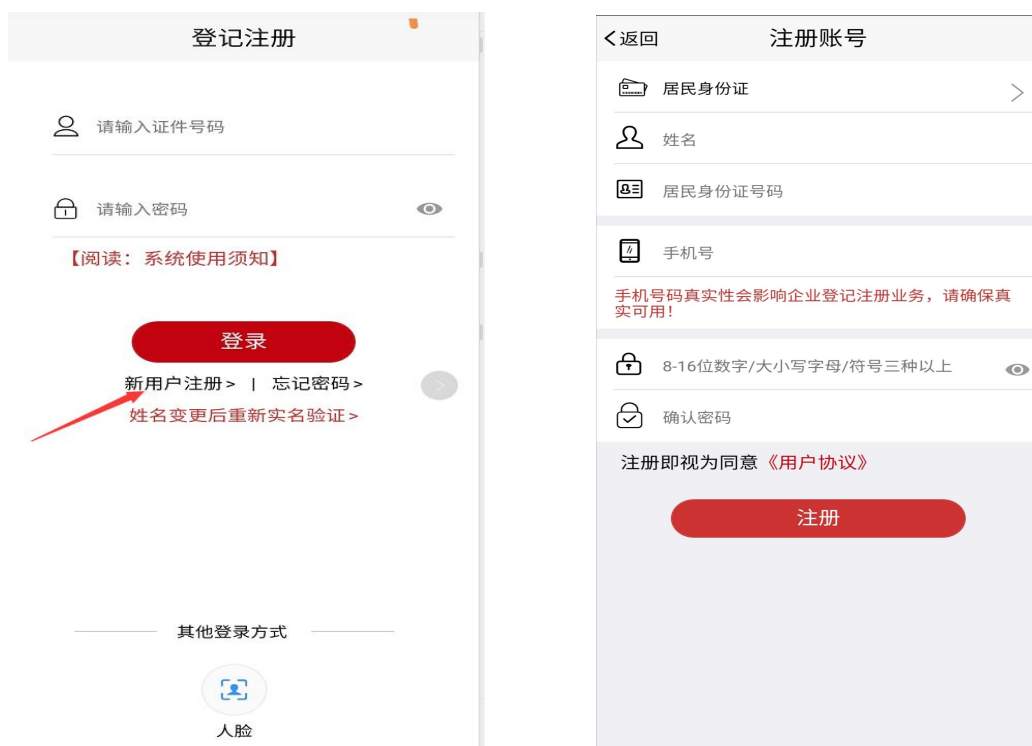 登记注册
请输入证件号码
请输入密码
【阅读：系统使用须知】
登录
新用户注册> | 忘记密码>
姓名变更后重新实名验证>
其他登录方式
人脸
<返回 注册账号
居民身份证
姓名
居民身份证号码
手机号
手机号码真实性会影响企业登记注册业务，请确保真
实可用！
8-16位数字/大小写字母/符号三种以上
确认密码
注册即视为同意《用户协议》
注册